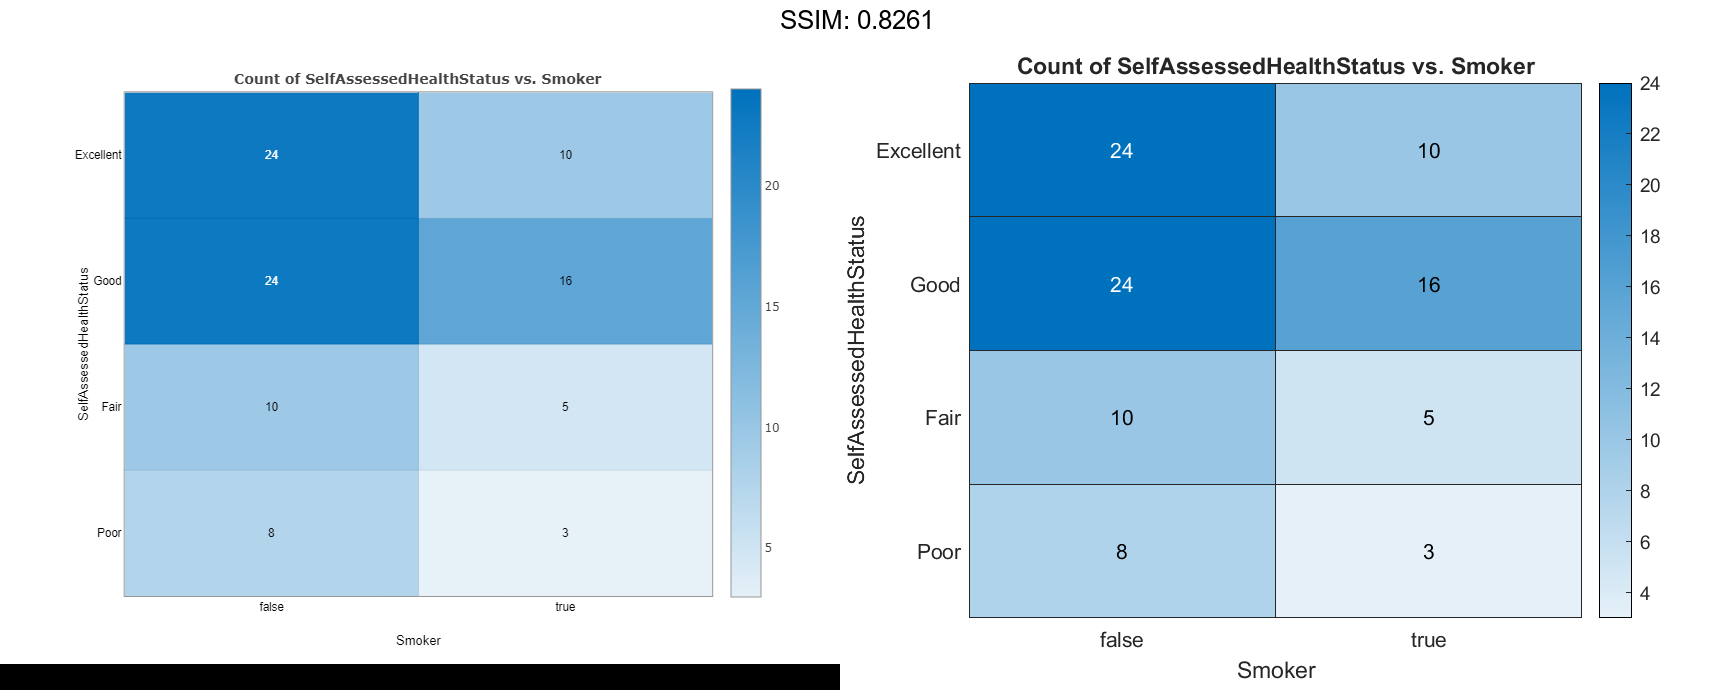 SSIM: 0.8261
Count of SelfAssessedHealthStatus vs. Smoker
Excellent 24 10
Good 24 16
Fair 10 5
Poor 8 3
SelfAssessedHealthStatus
false true
Smoker
20
15
10
5
Count of SelfAssessedHealthStatus vs. Smoker
Excellent 24 10
Good 24 16
Fair 10 5
Poor 8 3
SelfAssessedHealthStatus
false true
Smoker
24
22
20
18
16
14
12
10
8
6
4